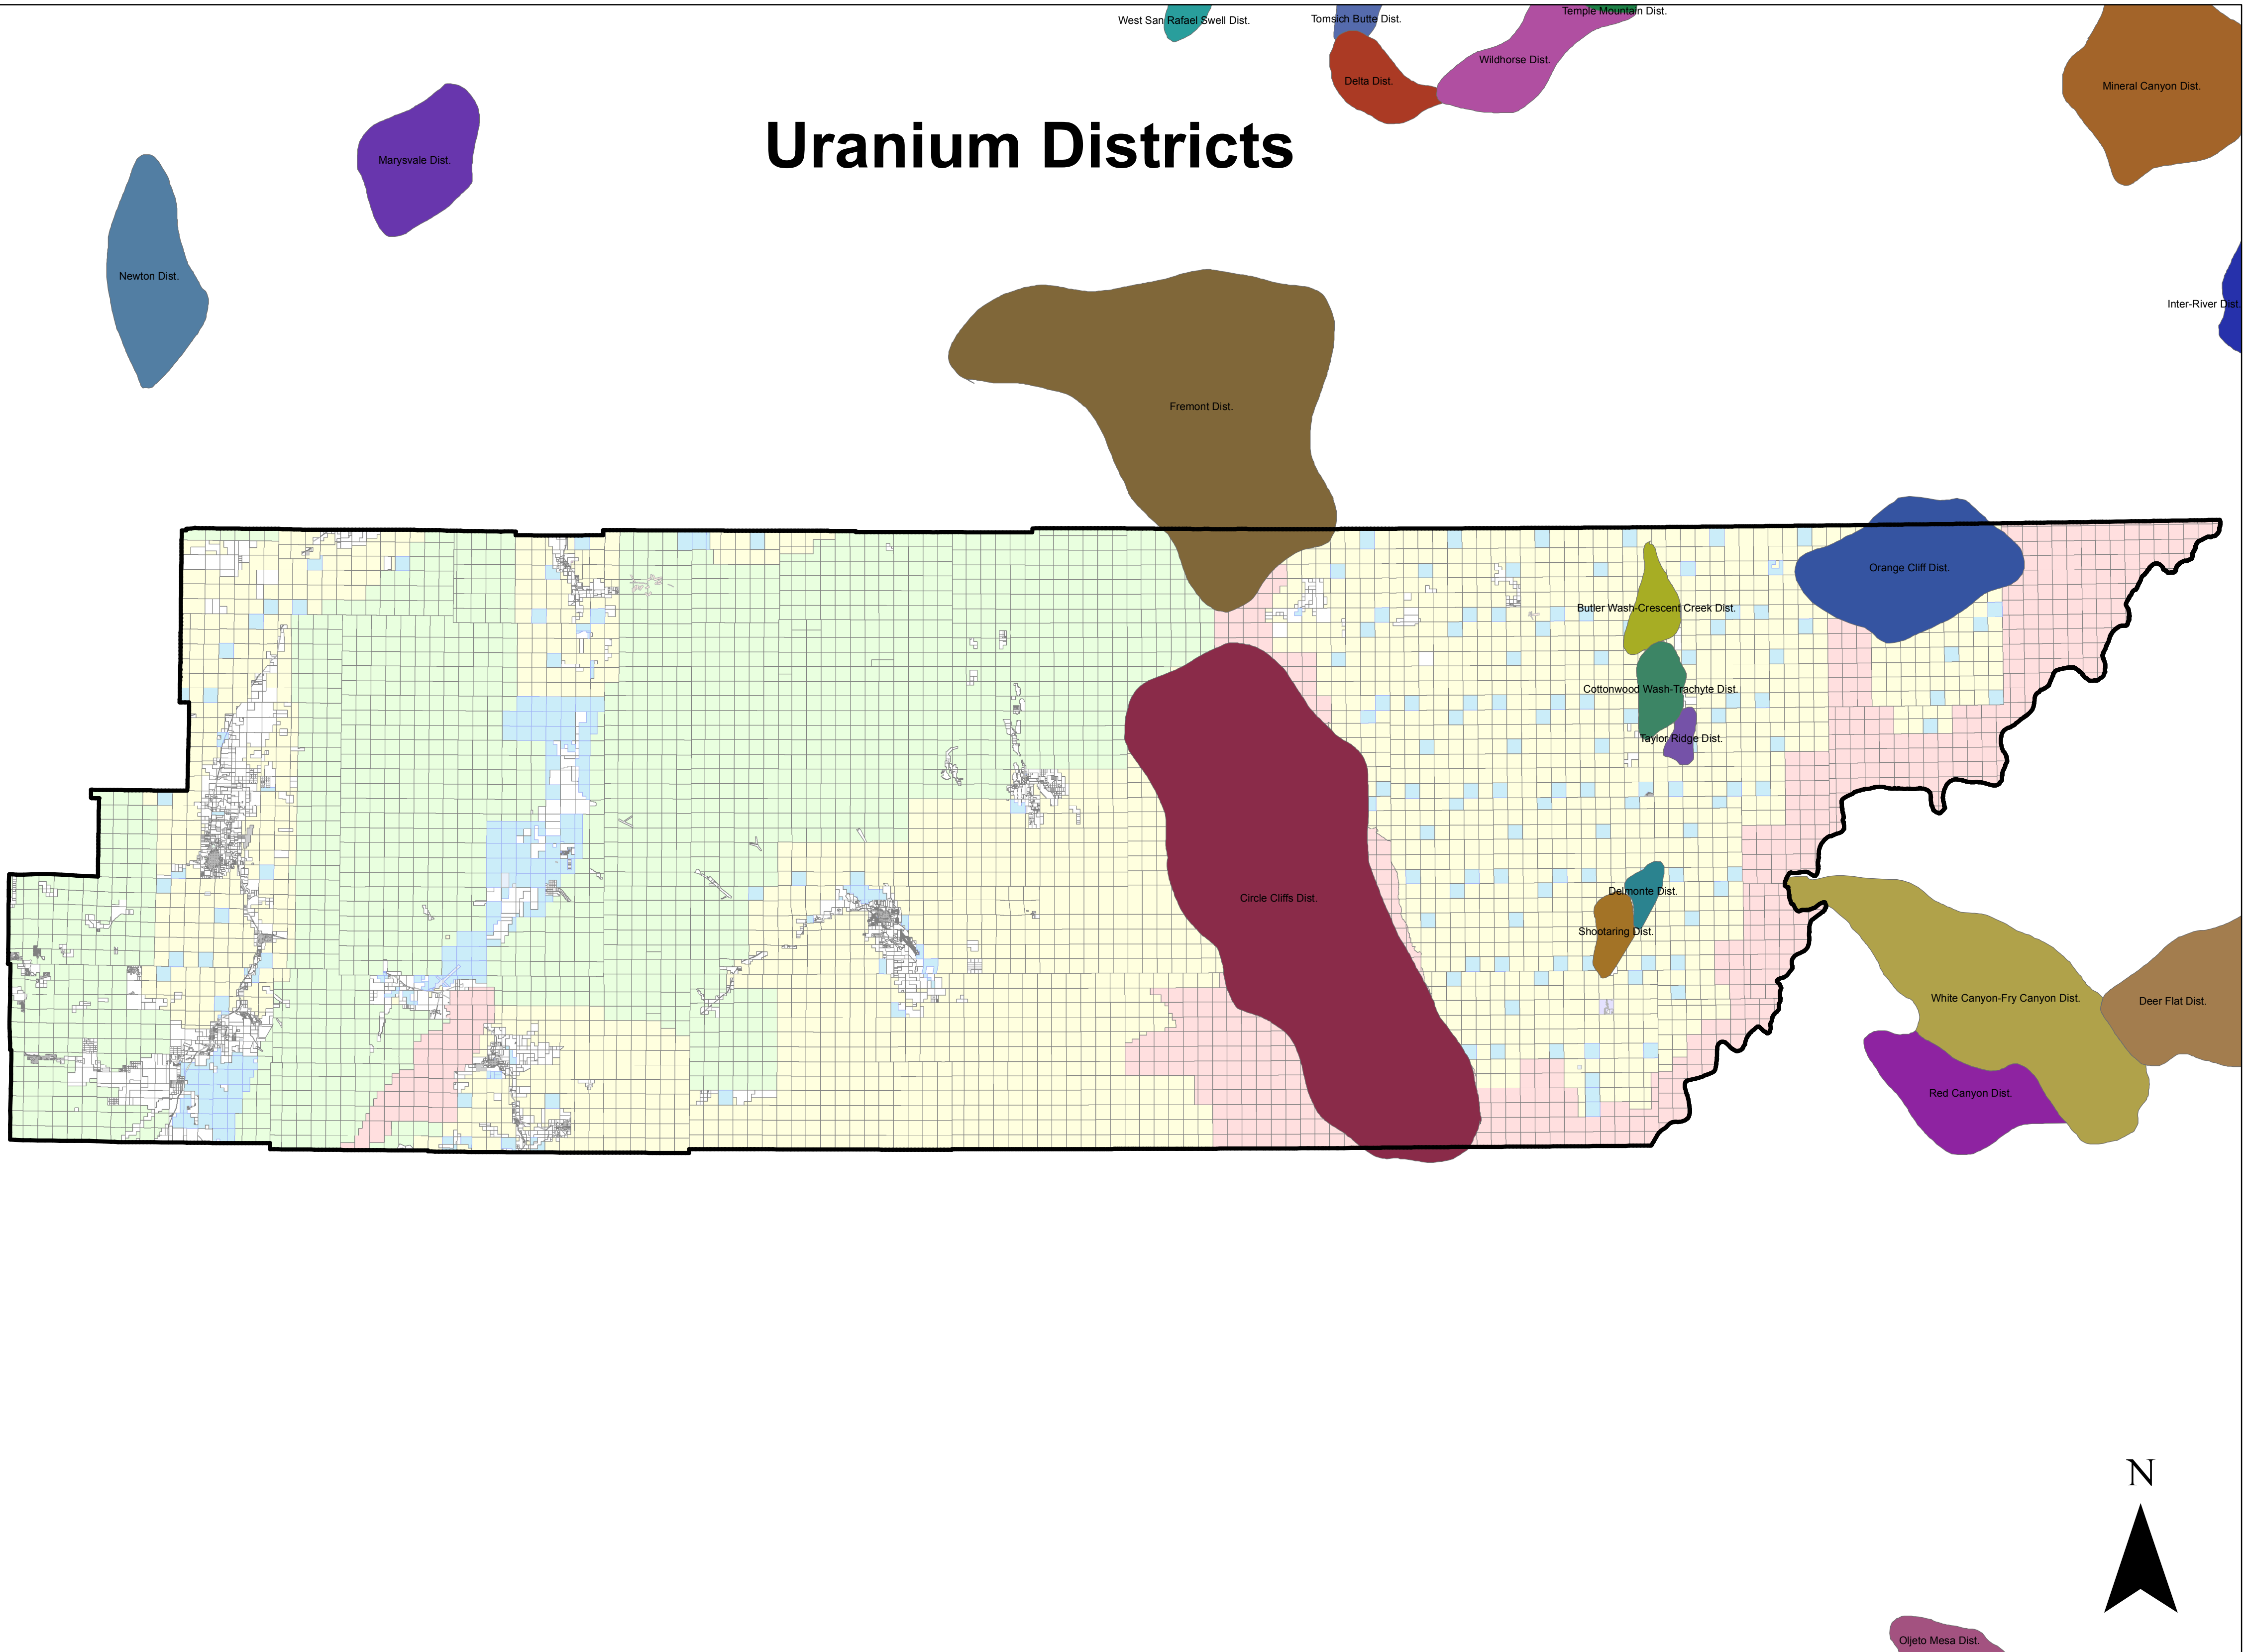 Temple Mountain Dist.
West San Rafael Swell Dist.
Tomsich Butte Dist.
Wildhorse Dist.
Delta Dist.
Mineral Canyon Dist.
Uranium Districts
Marysvale Dist.
Newton Dist.
Inter-River Dist.
Fremont Dist.
Orange Cliff Dist.
Butler Wash-Crescent Creek Dist.
Cottonwood Wash-Trachyte Dist.
Taylor Ridge Dist.
Delmonte Dist.
Circle Cliffs Dist.
Shootaring Dist.
White Canyon-Fry Canyon Dist.
Deer Flat Dist.
Red Canyon Dist.
N
Oljeto Mesa Dist.